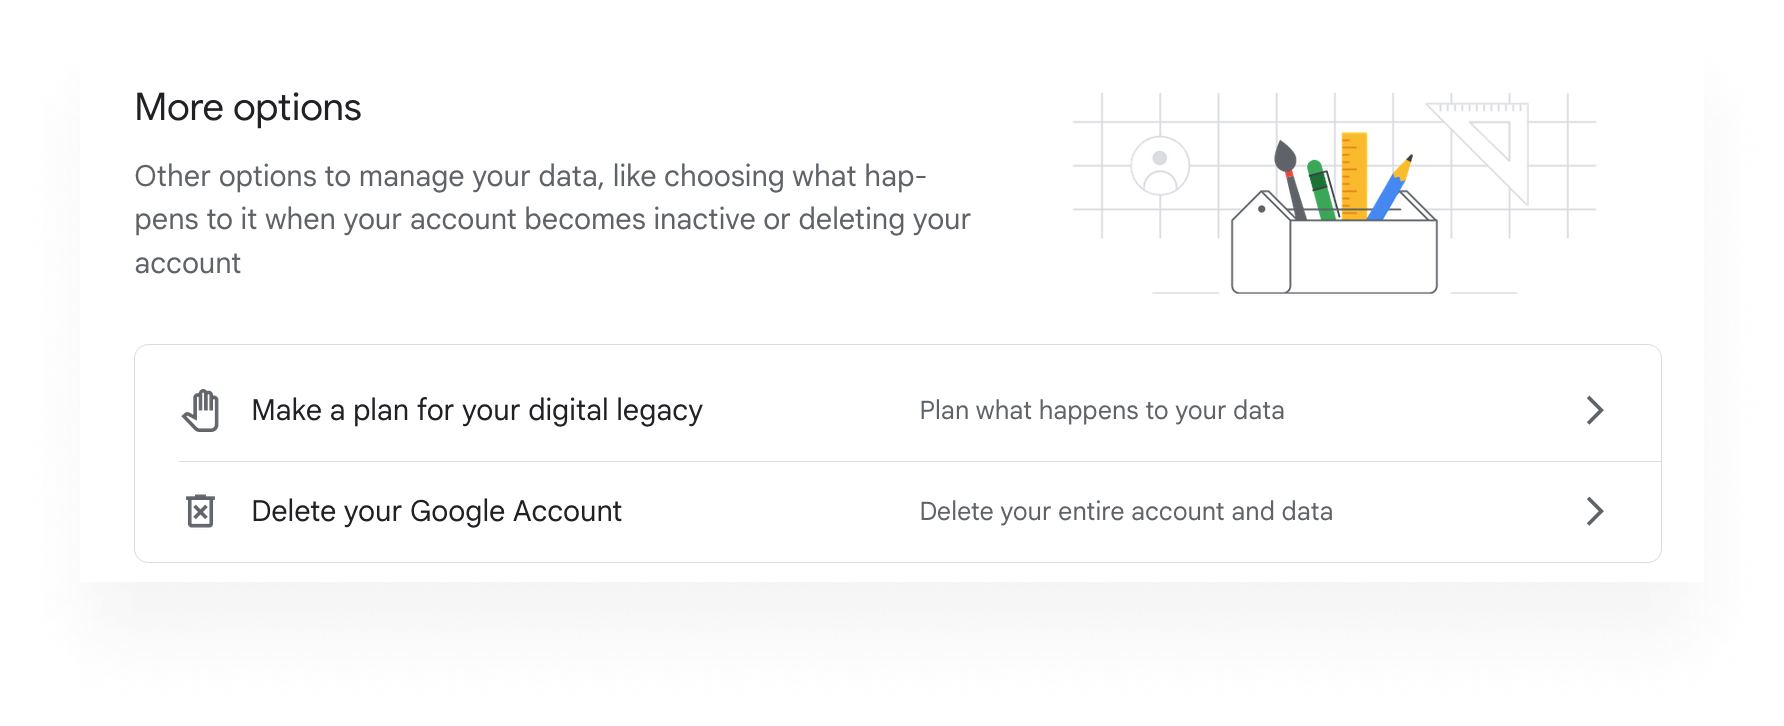 More options
Other options to manage your data, like choosing what hap-
pens to it when your account becomes inactive or deleting your
account
Make a plan for your digital legacy
Plan what happens to your data
Delete your Google Account
Delete your entire account and data